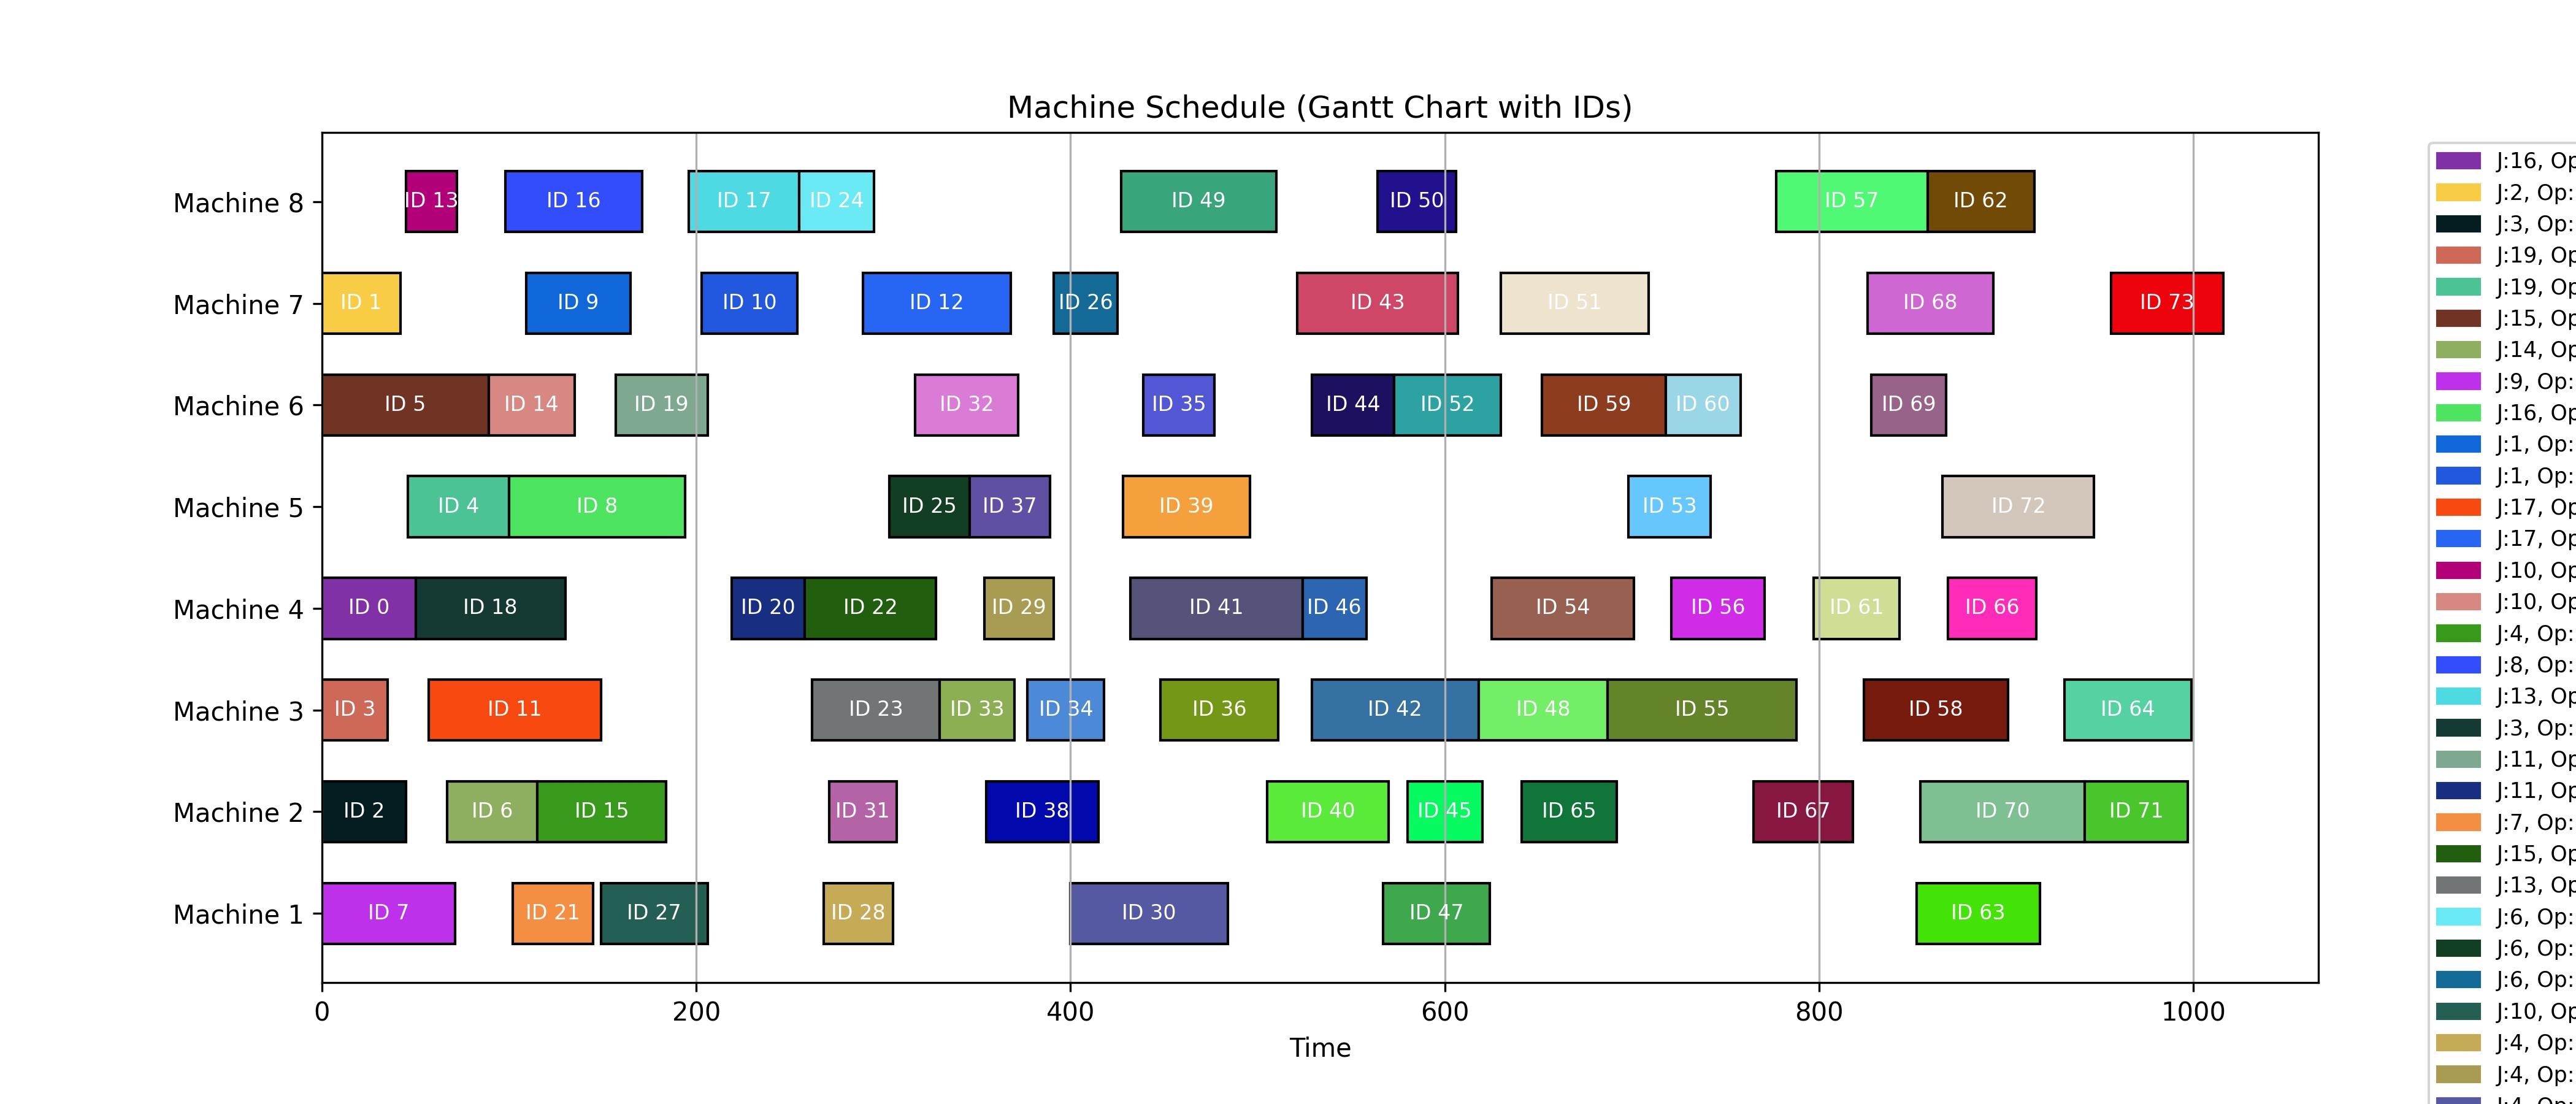 Machine Schedule (Gantt Chart with IDs)
Machine 8
ID 13 ID 16 ID 17 ID 24 ID 49 ID 50 ID 57 ID 62
Machine 7
ID 1 ID 9 ID 10 ID 12 ID 26 ID 43 ID 51 ID 68 ID 73
Machine 6
ID 5 ID 14 ID 19 ID 32 ID 35 ID 44 ID 52 ID 59 ID 60 ID 69
Machine 5
ID 4 ID 8 ID 25 ID 37 ID 39 ID 53 ID 72
Machine 4
ID 0 ID 18 ID 20 ID 22 ID 29 ID 41 ID 46 ID 54 ID 56 ID 61 ID 66
Machine 3
ID 3 ID 11 ID 23 ID 33 ID 34 ID 36 ID 42 ID 48 ID 55 ID 58 ID 64
Machine 2
ID 2 ID 6 ID 15 ID 31 ID 38 ID 40 ID 45 ID 65 ID 67 ID 70 ID 71
Machine 1
ID 7 ID 21 ID 27 ID 28 ID 30 ID 47 ID 63
0 200 400 600 800 1000
Time
J:16, Op
J:2, Op:
J:3, Op:
J:19, Op
J:19, Op
J:15, Op
J:14, Op
J:9, Op:
J:16, Op
J:1, Op:
J:1, Op:
J:17, Op
J:17, Op
J:10, Op
J:10, Op
J:4, Op:
J:8, Op:
J:13, Op
J:3, Op:
J:11, Op
J:11, Op
J:7, Op:
J:15, Op
J:13, Op
J:6, Op:
J:6, Op:
J:6, Op:
J:10, Op
J:4, Op:
J:4, Op:
J:4, Op: